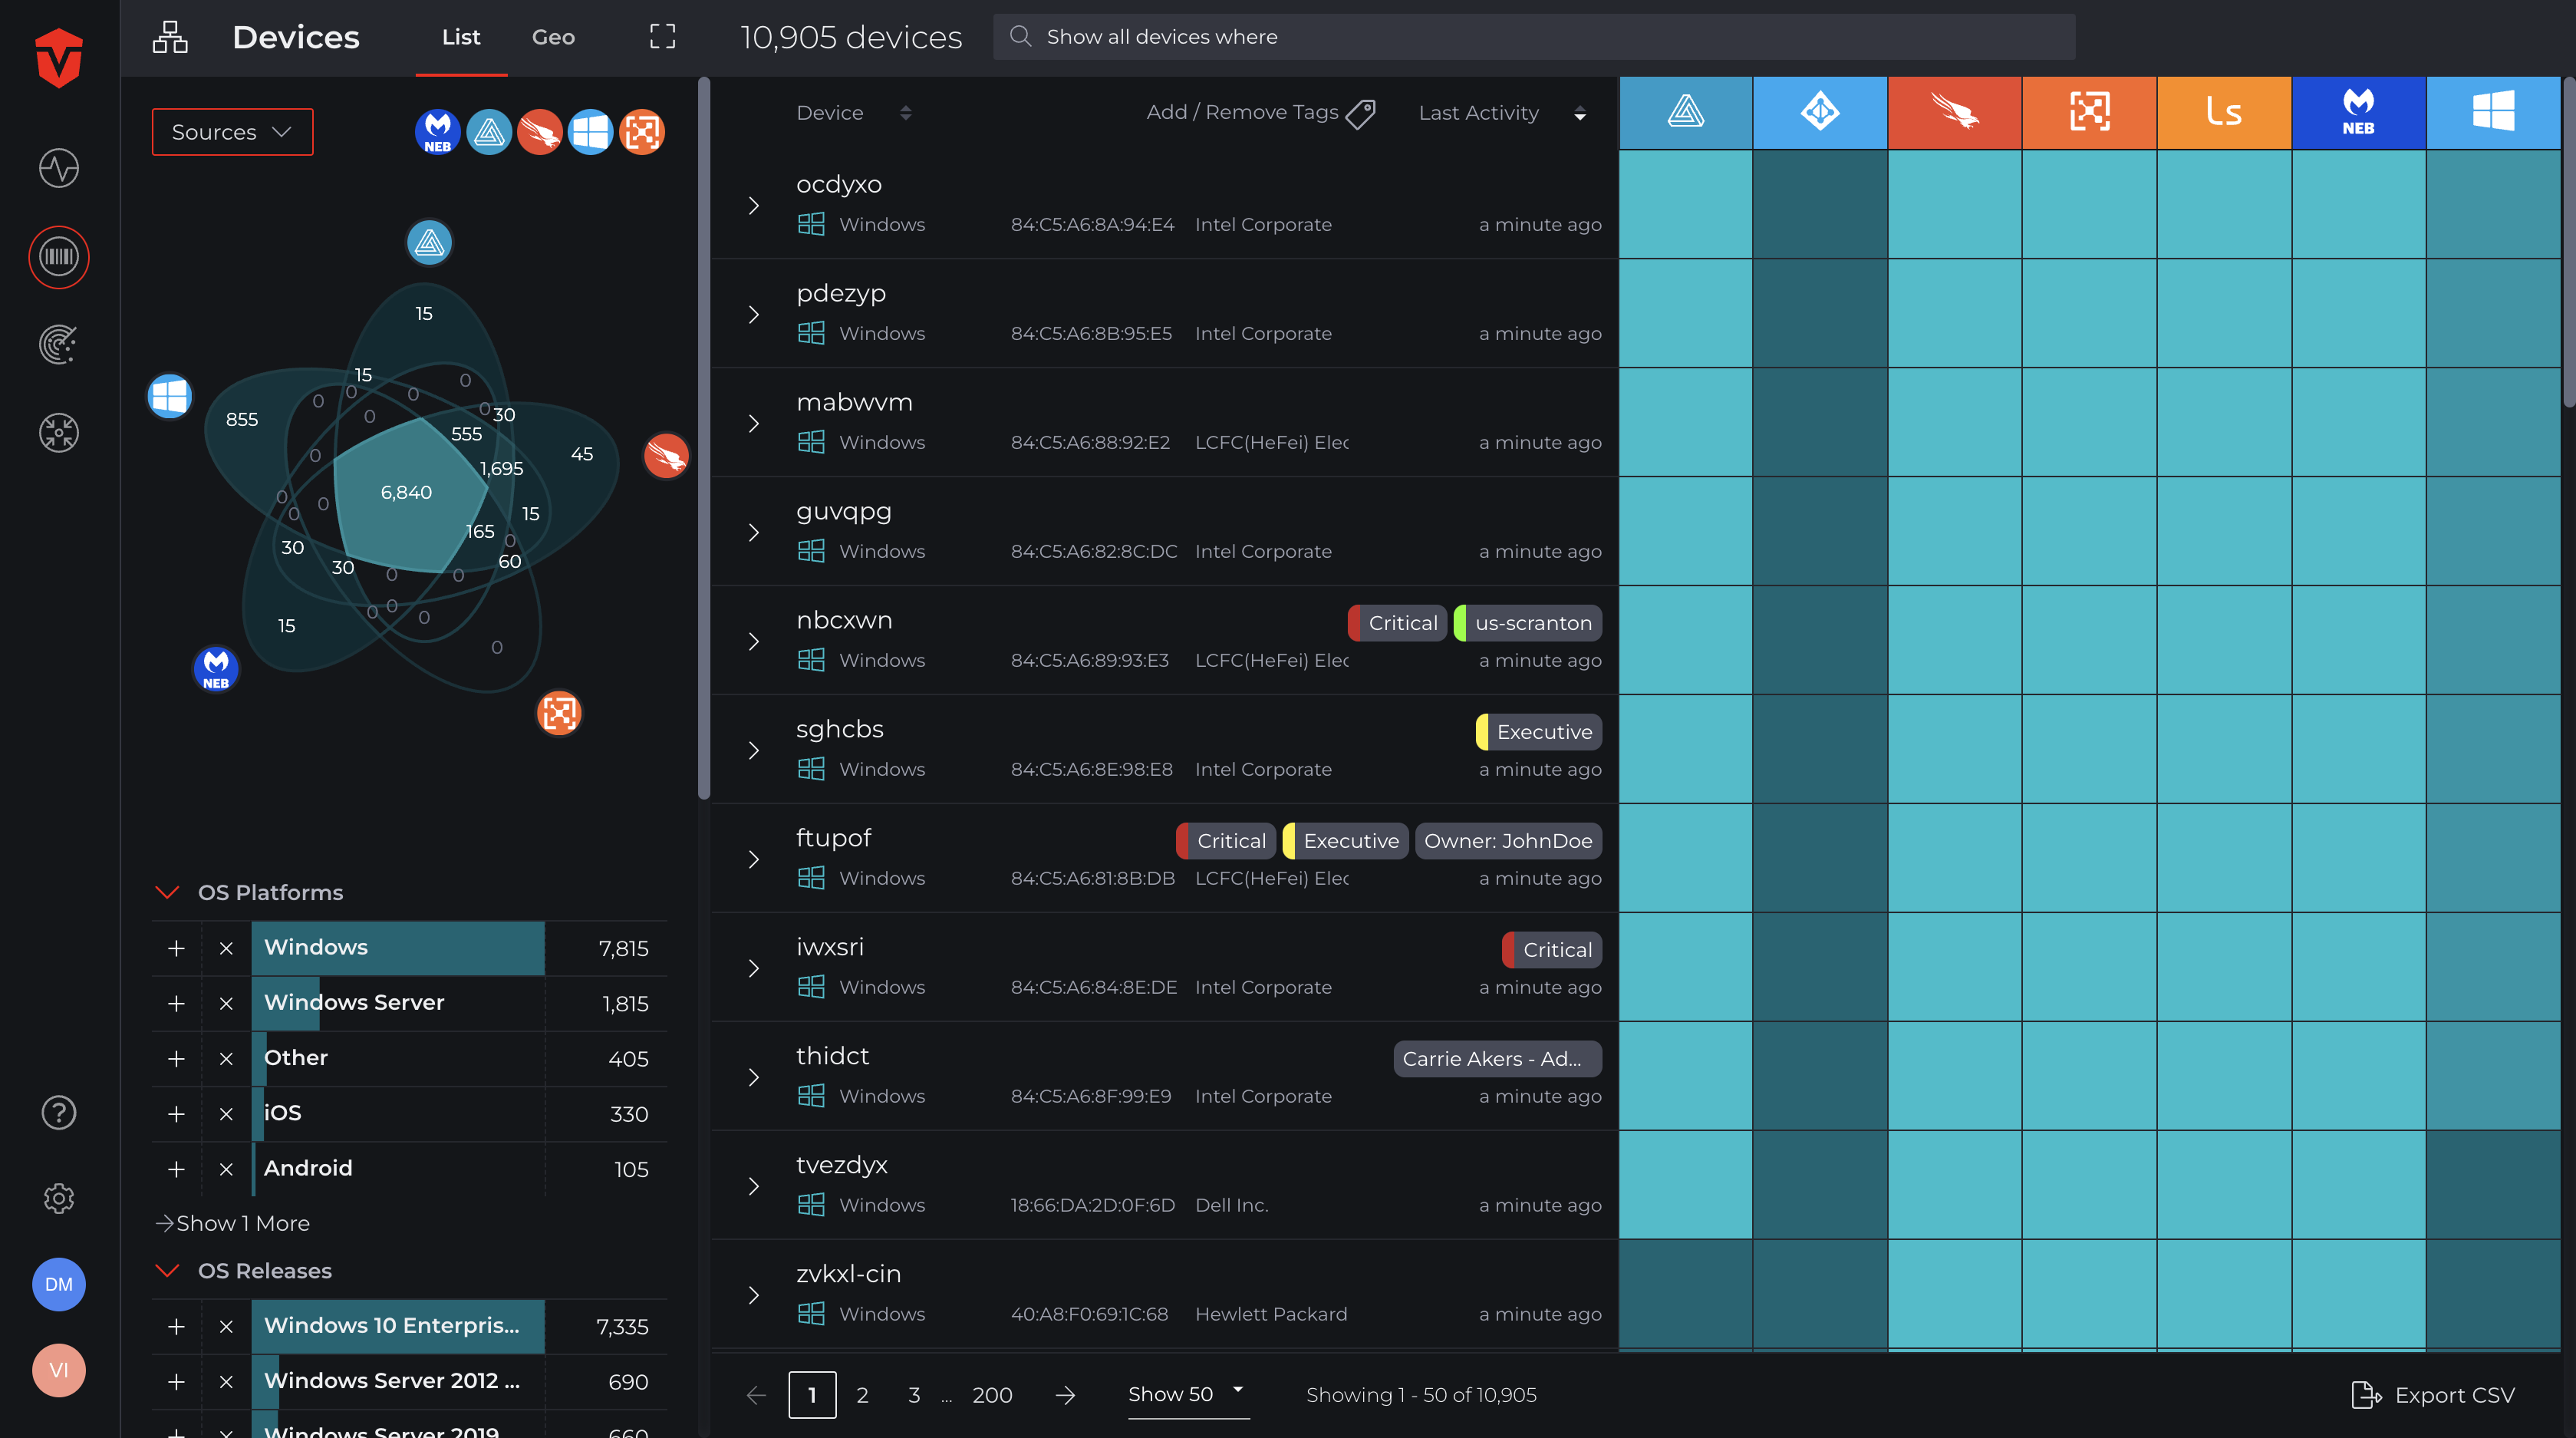 Devices
List
Geo
10,905 devices
Show all devices where
Sources
NEB
15
15
0
0
0
0
0
0 30
855
555
45
0
1,695
6,840
0
0
0
15
165
0
30
60
30
0
0
0 0
0
15
0
NEB
OS Platforms
Windows 7,815
Windows Server 1,815
Other 405
iOS 330
Android 105
Show 1 More
OS Releases
Windows 10 Enterpris... 7,335
Windows Server 2012 ... 690
Windows Server 2019 660
DM
VI
Device Add / Remove Tags Last Activity
Ls
NEB
ocdyxo
Windows 84:C5:A6:8A:94:E4 Intel Corporate a minute ago
pdezyp
Windows 84:C5:A6:8B:95:E5 Intel Corporate a minute ago
mabwvm
Windows 84:C5:A6:88:92:E2 LCFC(HeFei) Elec a minute ago
guvqpg
Windows 84:C5:A6:82:8C:DC Intel Corporate a minute ago
nbcxwn Critical us-scranton
Windows 84:C5:A6:89:93:E3 LCFC(HeFei) Elec a minute ago
sghcbs Executive
Windows 84:C5:A6:8E:98:E8 Intel Corporate a minute ago
ftupof Critical Executive Owner: JohnDoe
Windows 84:C5:A6:81:8B:DB LCFC(HeFei) Elec a minute ago
iwxsri Critical
Windows 84:C5:A6:84:8E:DE Intel Corporate a minute ago
thidct Carrie Akers - Ad...
Windows 84:C5:A6:8F:99:E9 Intel Corporate a minute ago
tvezdyx
Windows 18:66:DA:2D:0F:6D Dell Inc. a minute ago
zvkxl-cin
Windows 40:A8:F0:69:1C:68 Hewlett Packard a minute ago
1 2 3 ... 200 Show 50 Showing 1 - 50 of 10,905 Export CSV